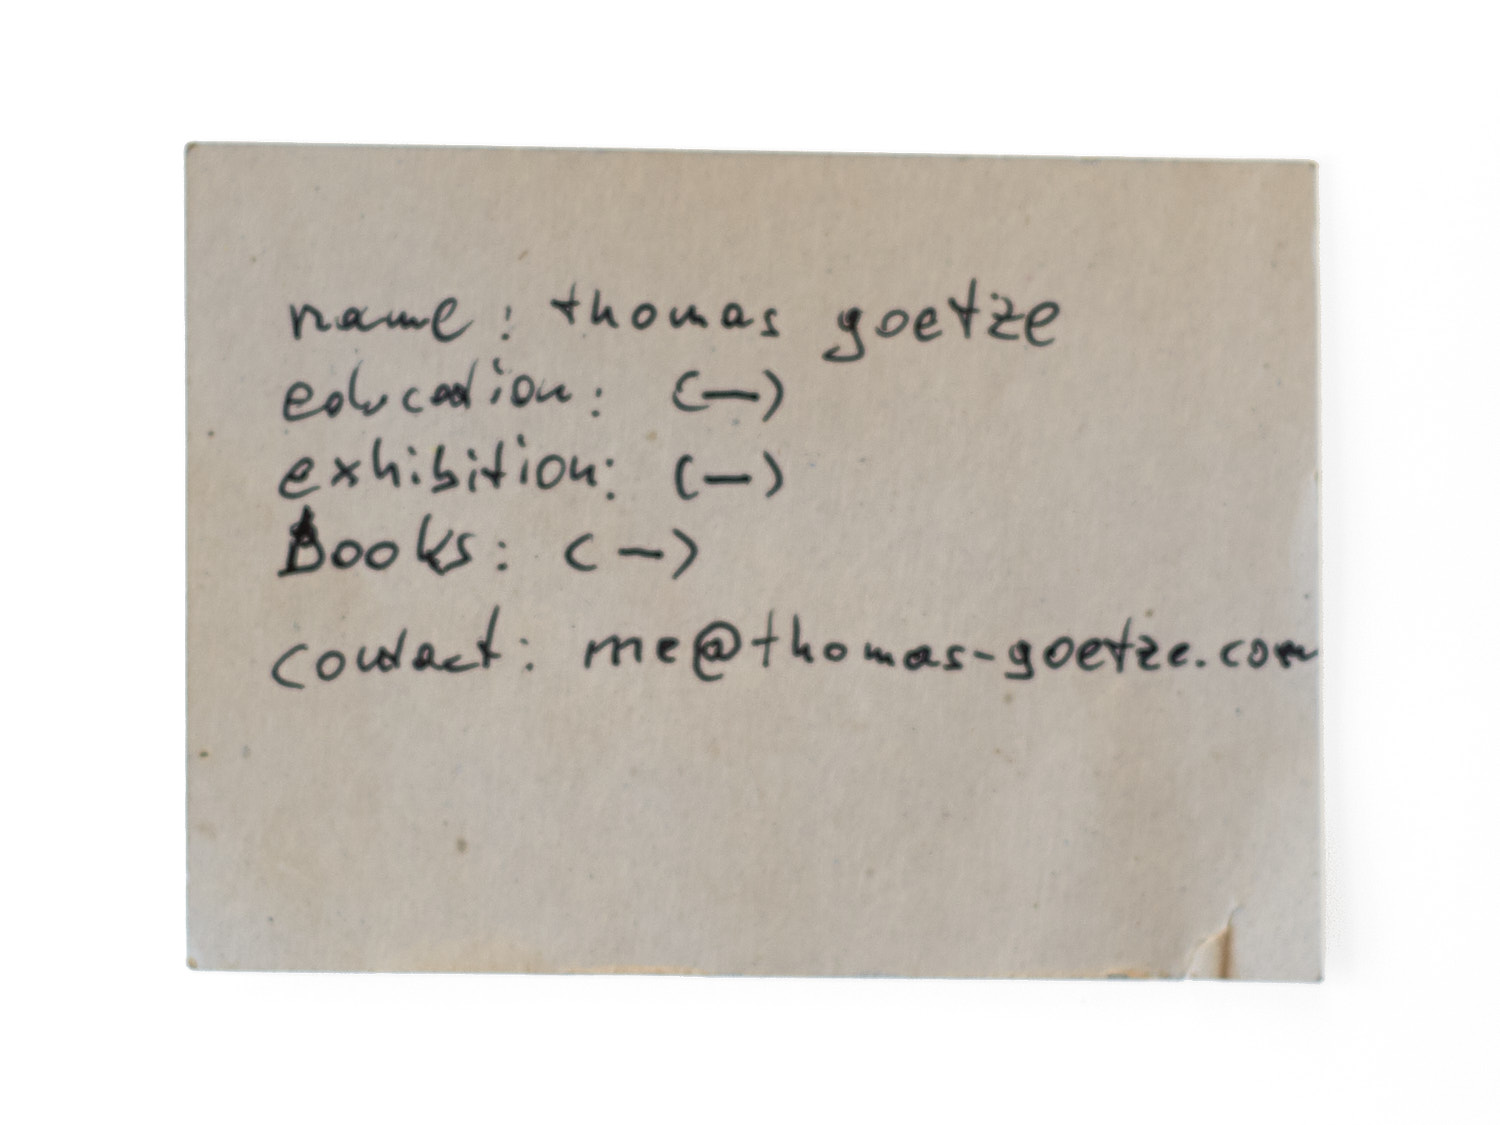 name: thomas goetze
education: (—)
exhibition: (—)
Books: (—)
contact: me@thomas-goetze.com